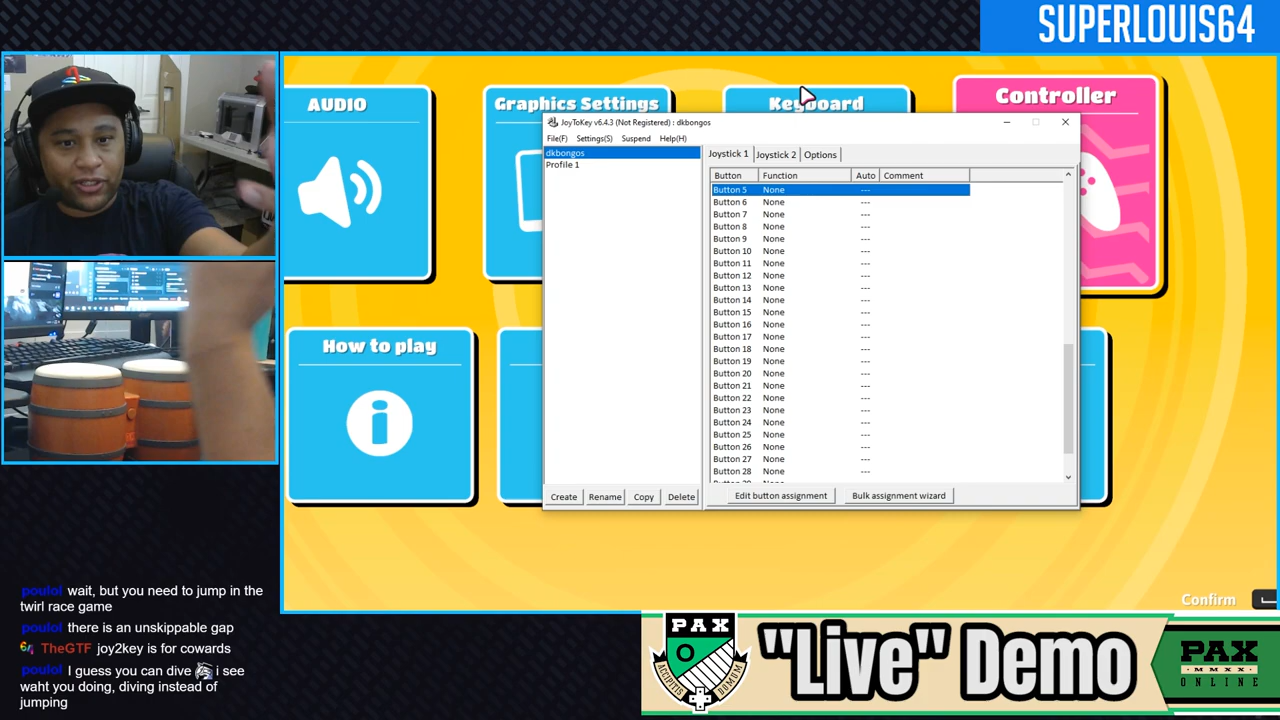 SUPERLOUIS64
AUDIO
Graphics Settings
Keyboard
Controller
How to play
Confirm
JoyToKey v6.4.3 (Not Registered) : dkbongos
File(F) Settings(S) Suspend Help(H)
dkbongos
Profile 1
Joystick 1 Joystick 2 Options
Button Function Auto Comment
Button 5 None ---
Button 6 None ---
Button 7 None ---
Button 8 None ---
Button 9 None ---
Button 10 None ---
Button 11 None ---
Button 12 None ---
Button 13 None ---
Button 14 None ---
Button 15 None ---
Button 16 None ---
Button 17 None ---
Button 18 None ---
Button 19 None ---
Button 20 None ---
Button 21 None ---
Button 22 None ---
Button 23 None ---
Button 24 None ---
Button 25 None ---
Button 26 None ---
Button 27 None ---
Button 28 None ---
Create Rename Copy Delete
Edit button assignment Bulk assignment wizard
poulol wait, but you need to jump in the
twirl race game
poulol there is an unskippable gap
TheGTF joy2key is for cowards
poulol I guess you can dive i see
waht you doing, diving instead of
jumping
PAX
O
ACCIPITIS DOMUM
"Live" Demo
PAX
MMXX
ONLINE